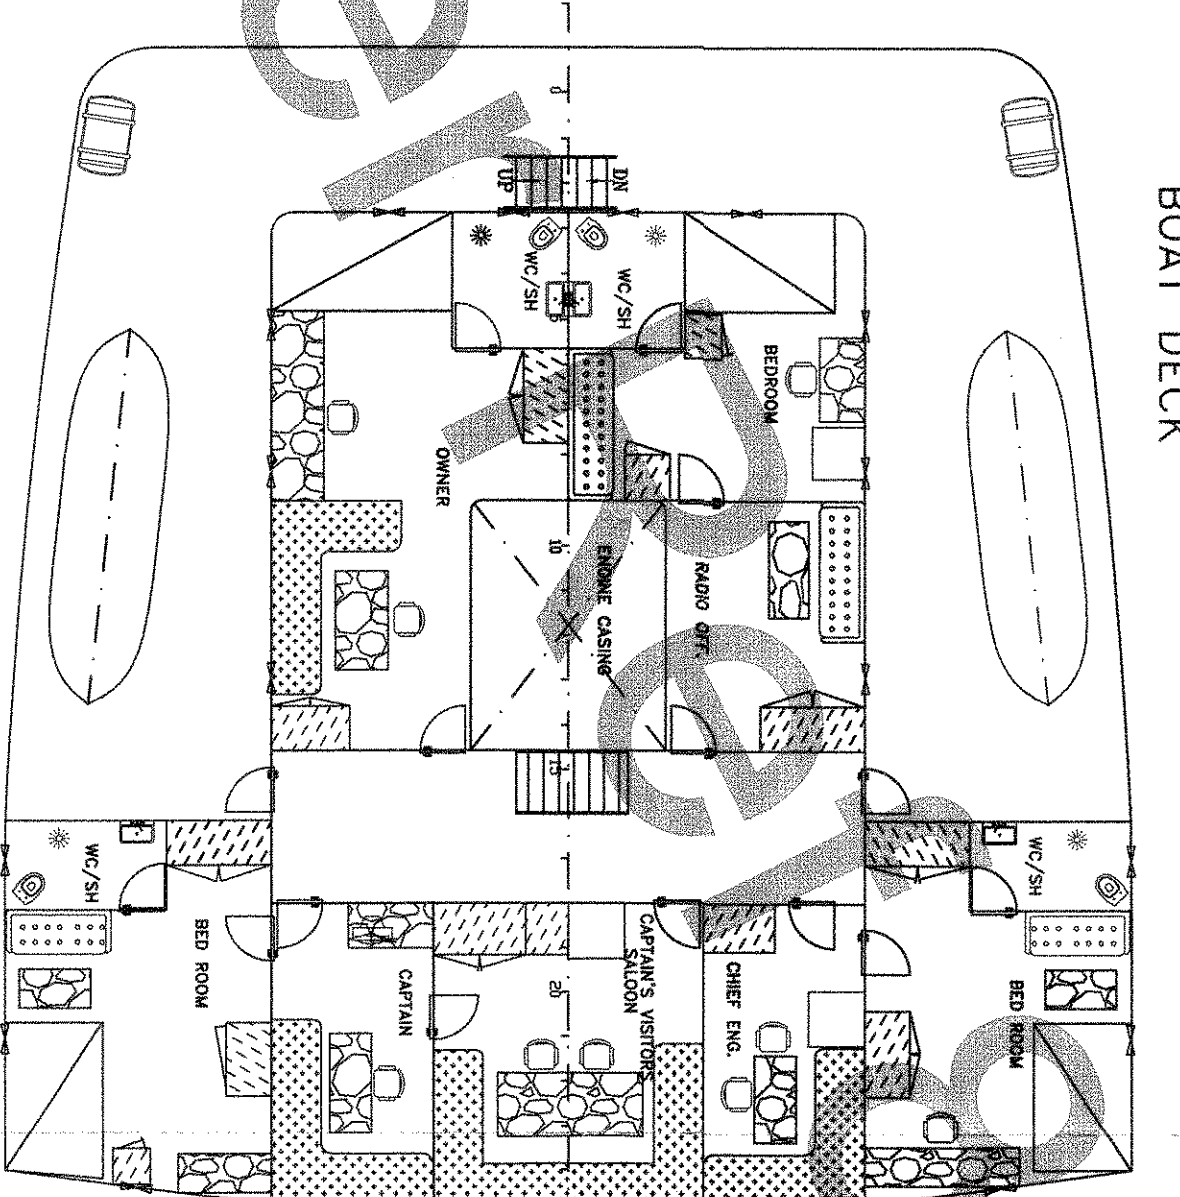 BOAT DECK
0
DN
UP
WC/SH
WC/SH
5
BEDROOM
OWNER
10
ENGINE CASING
RADIO OFF.
15
WC/SH
WC/SH
BED ROOM
CAPTAIN
CAPTAIN'S VISITORS
SALOON
20
CHIEF ENG.
BED ROOM